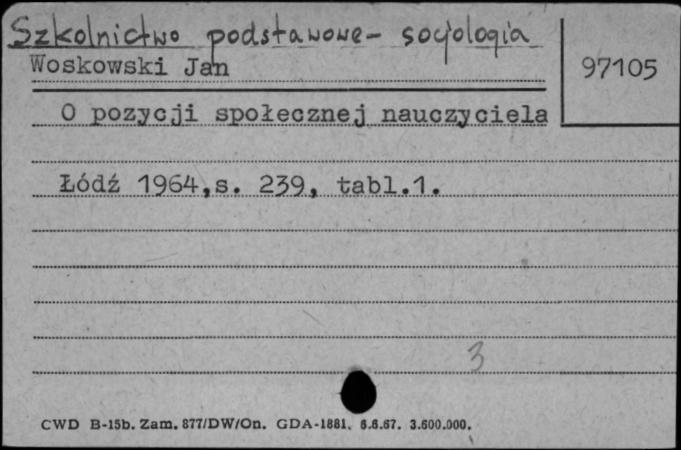 Szkolnictwo podstawowe - socjologia
Woskowski Jan
97105
O pozycji społecznej nauczyciela
Łódź 1964,s. 239, tabl.1.
3
CWD B-15b. Zam. 877/DW/On. GDA-1881. 6.6.67. 3.600.000.